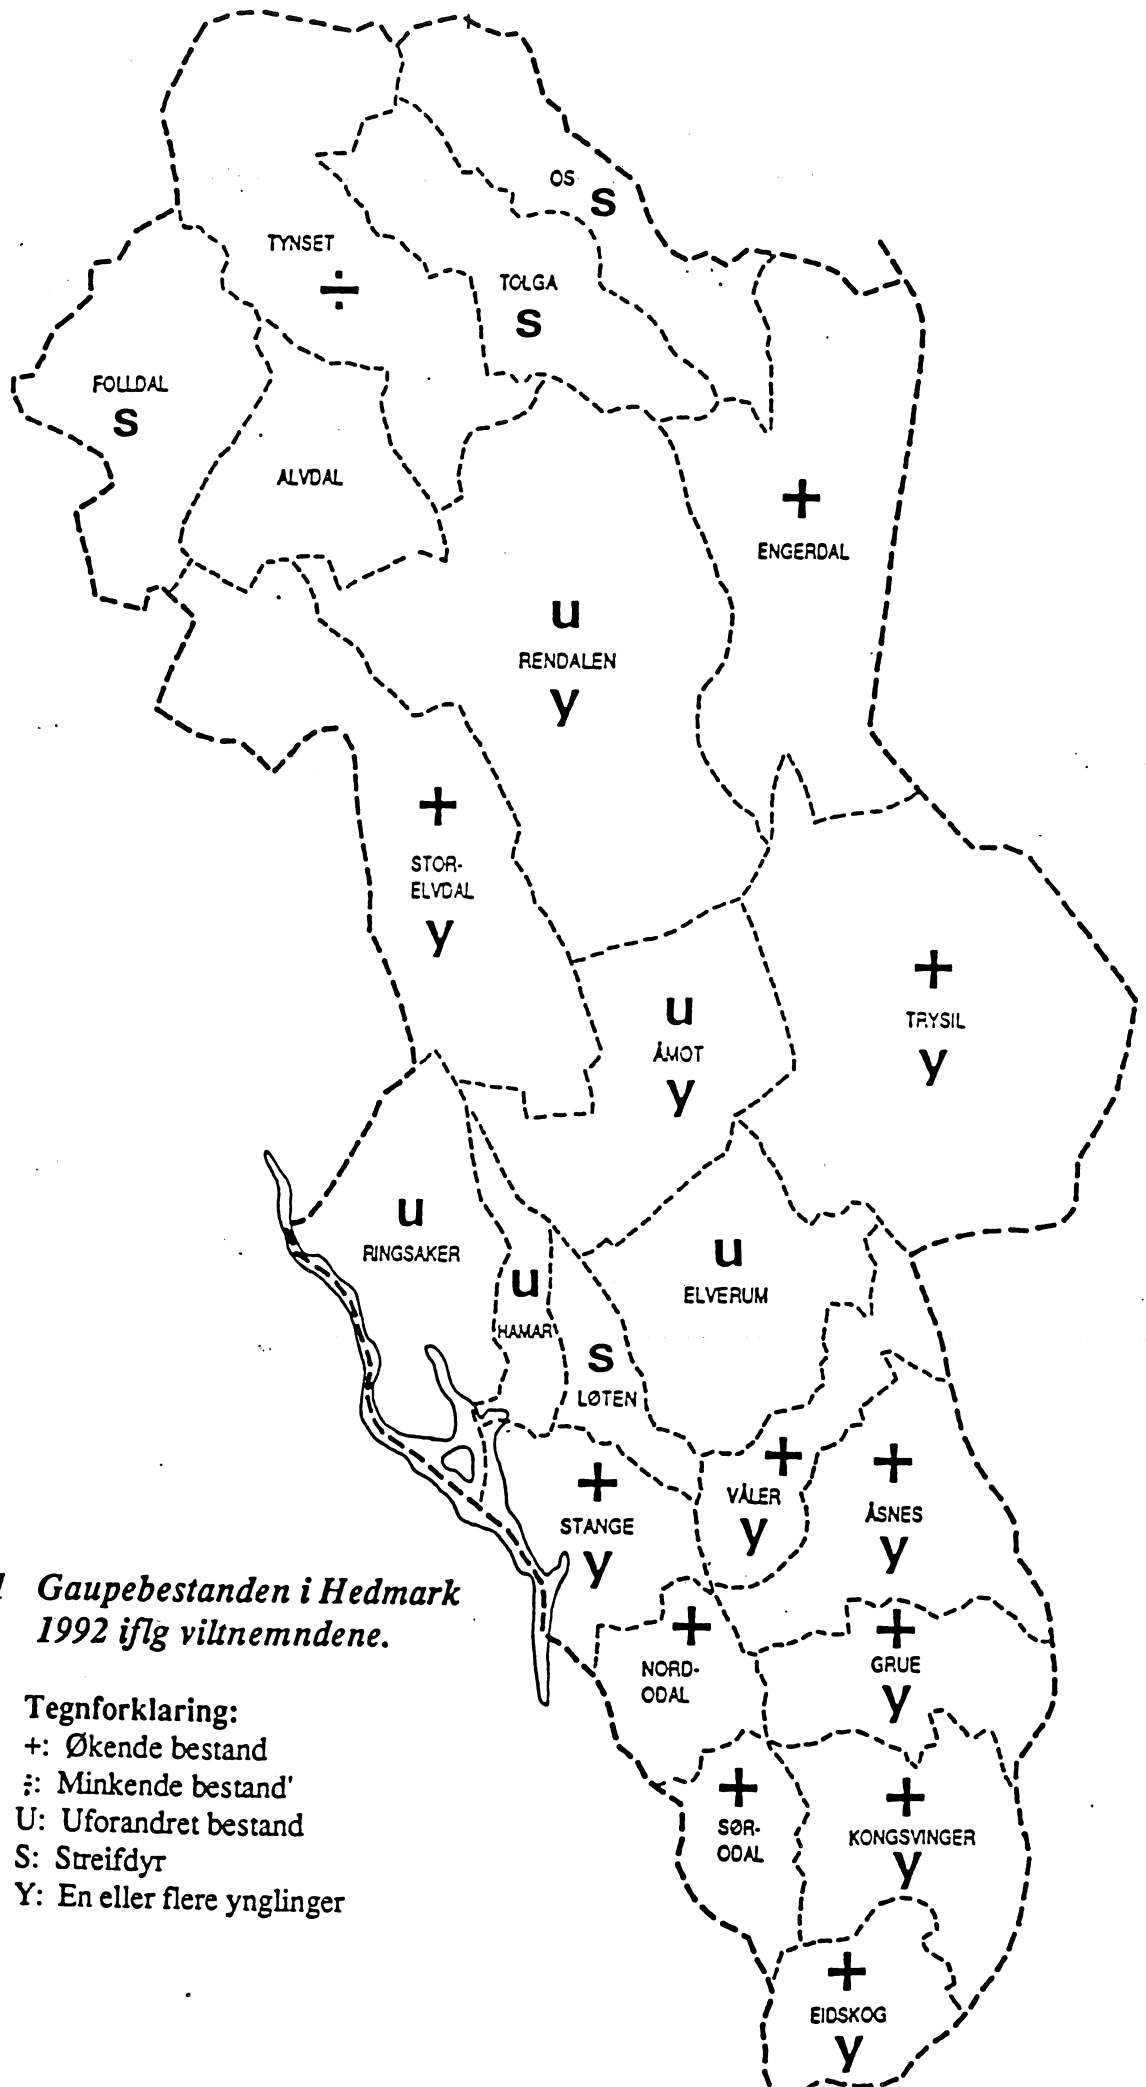 OS
S
TYNSET
÷
TOLGA
S
FOLLDAL
S
ALVDAL
+
ENGERDAL
u
RENDALEN
y
+
STOR-
ELVDAL
y
+
TRYSIL
y
u
ÅMOT
y
u
RINGSAKER
u
HAMAR
u
ELVERUM
S
LØTEN
+
STANGE
y
+
VÅLER
y
+
ÅSNES
y
+
NORD-
ODAL
+
GRUE
y
+
SØR-
ODAL
+
KONGSVINGER
y
+
EIDSKOG
y
Gaupebestanden i Hedmark
1992 iflg viltnemndene.
Tegnforklaring:
+: Økende bestand
÷: Minkende bestand'
U: Uforandret bestand
S: Streifdyr
Y: En eller flere ynglinger